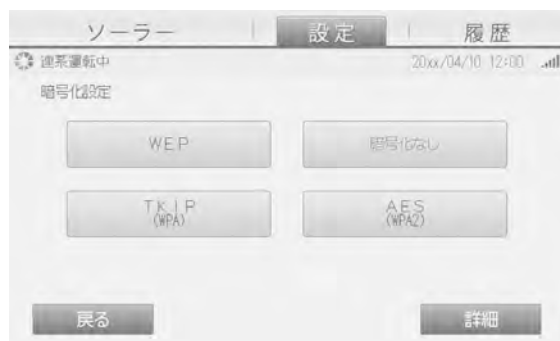 ソーラー 設定 履歴
連系運転中 20xx/04/10 12:00
暗号化設定
WEP 暗号化なし
TKIP AES
(WPA) (WPA2)
戻る 詳細